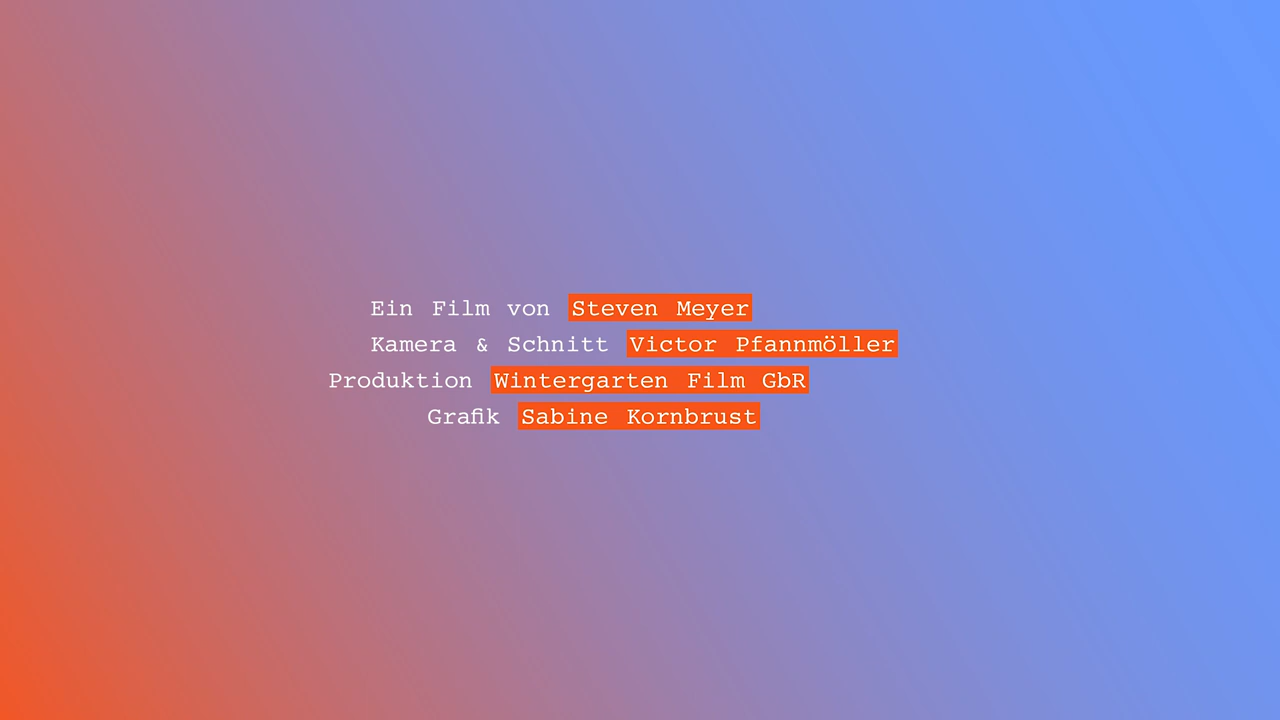 Ein Film von Steven Meyer
Kamera & Schnitt Victor Pfannmöller
Produktion Wintergarten Film GbR
Grafik Sabine Kornbrust